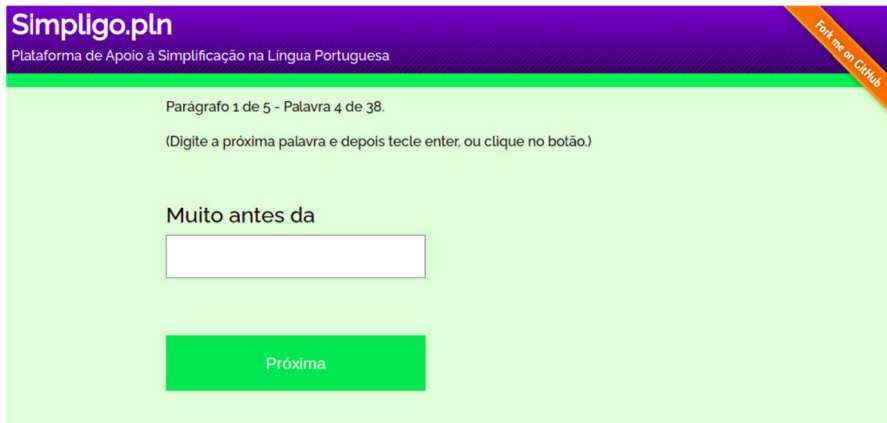 Simpligo.pln
Plataforma de Apoio à Simplificação na Língua Portuguesa
Fork me on GitHub
Parágrafo 1 de 5 - Palavra 4 de 38.
(Digite a próxima palavra e depois tecle enter, ou clique no botão.)
Muito antes da
Próxima